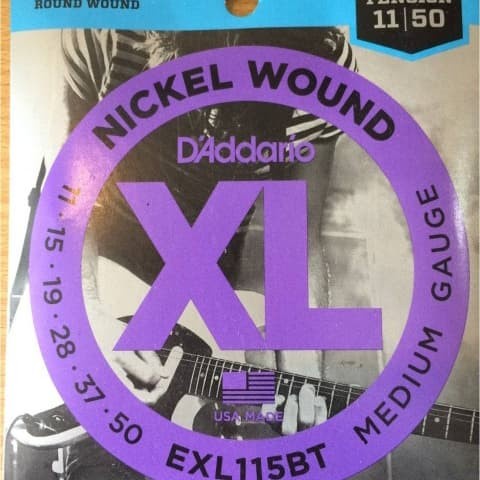 ROUND WOUND
TENSION
11|50
NICKEL WOUND
D'Addario
XL
11 · 15 · 19 · 28 · 37 · 50
MEDIUM GAUGE
USA MADE
EXL115BT